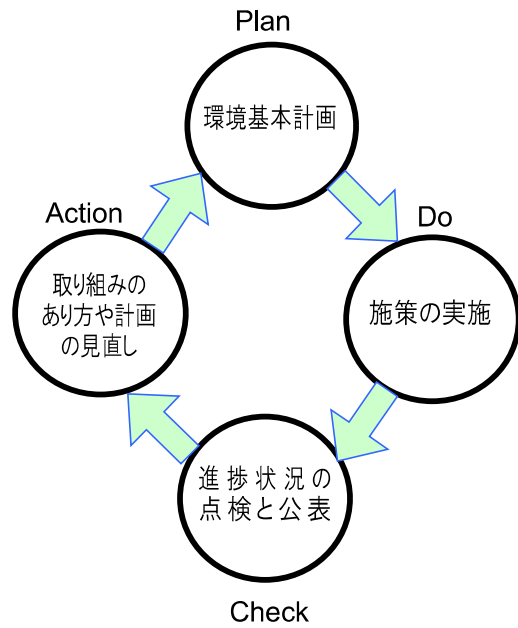 Plan
環境基本計画
Do
施策の実施
進捗状況の
点検と公表
Check
Action
取り組みの
あり方や計画
の見直し